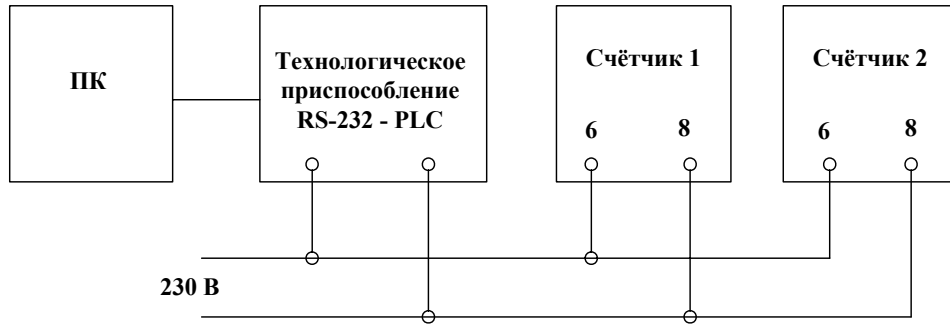 ПК
Технологическое
приспособление
RS-232 - PLC
Счётчик 1
6 8
Счётчик 2
6 8
230 В